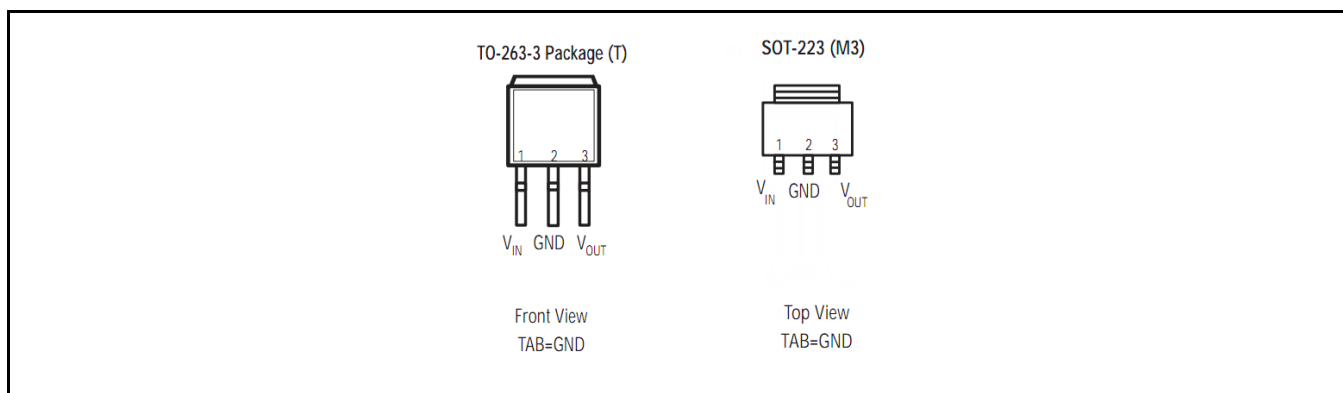 TO-263-3 Package (T)
1 2 3
VIN GND VOUT
Front View
TAB=GND
SOT-223 (M3)
1 2 3
VIN GND VOUT
Top View
TAB=GND